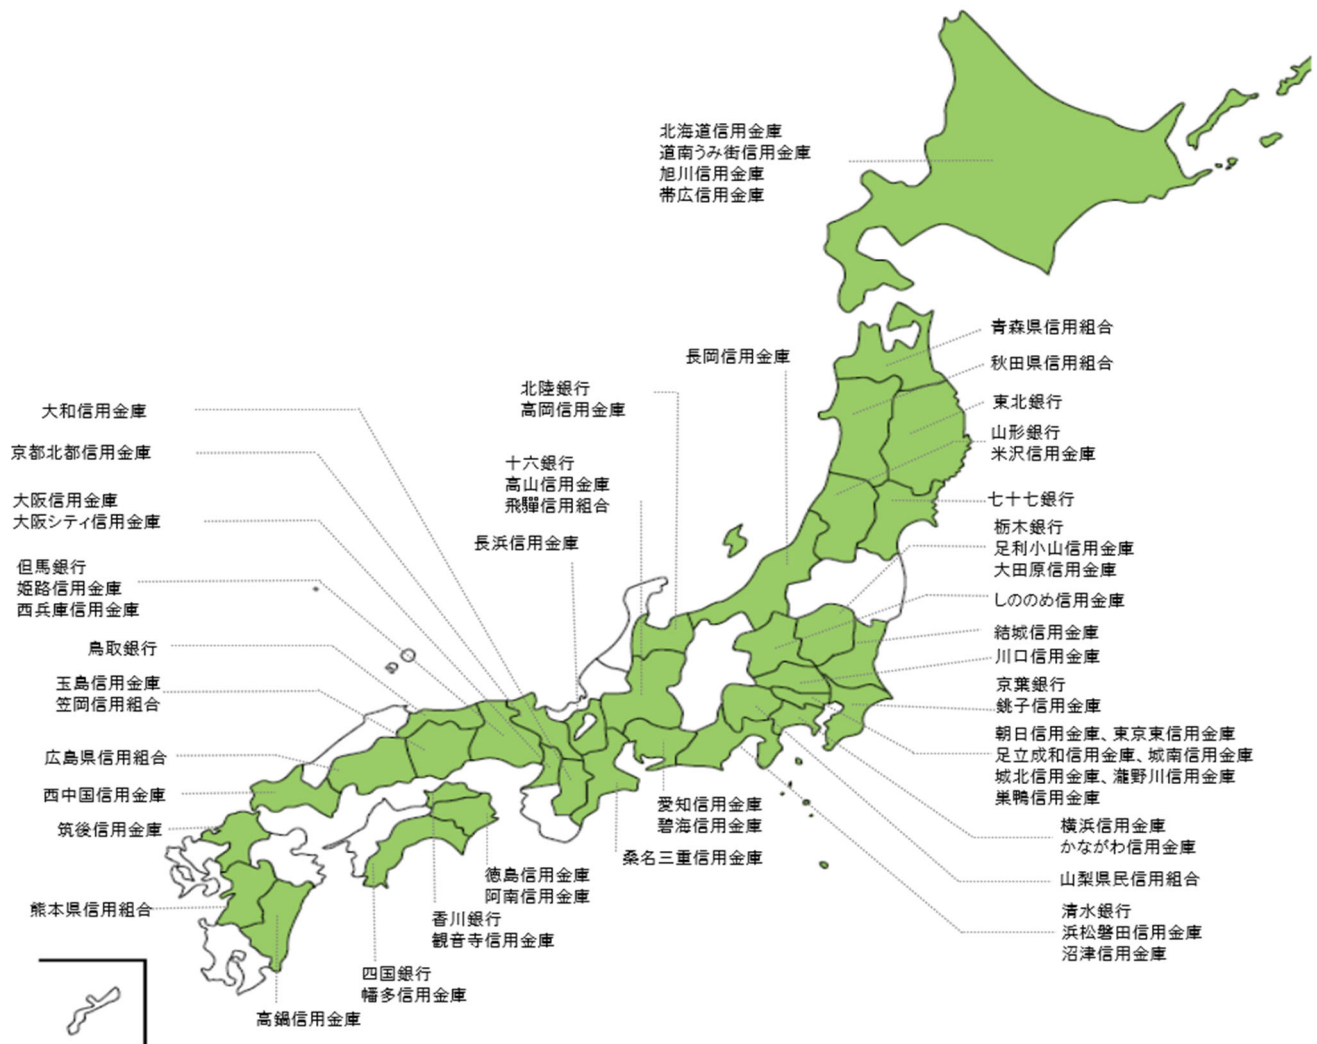 北海道信用金庫
道南うみ街信用金庫
旭川信用金庫
帯広信用金庫
青森県信用組合
秋田県信用組合
東北銀行
山形銀行
米沢信用金庫
七十七銀行
栃木銀行
足利小山信用金庫
大田原信用金庫
しののめ信用金庫
結城信用金庫
川口信用金庫
京葉銀行
銚子信用金庫
朝日信用金庫、東京東信用金庫
足立成和信用金庫、城南信用金庫
城北信用金庫、瀧野川信用金庫
巣鴨信用金庫
横浜信用金庫
かながわ信用金庫
山梨県民信用組合
清水銀行
浜松磐田信用金庫
沼津信用金庫
長岡信用金庫
北陸銀行
高岡信用金庫
十六銀行
高山信用金庫
飛驒信用組合
長浜信用金庫
大和信用金庫
京都北都信用金庫
大阪信用金庫
大阪シティ信用金庫
但馬銀行
姫路信用金庫
西兵庫信用金庫
鳥取銀行
玉島信用金庫
笠岡信用組合
広島県信用組合
西中国信用金庫
筑後信用金庫
熊本県信用組合
高鍋信用金庫
愛知信用金庫
碧海信用金庫
桑名三重信用金庫
徳島信用金庫
阿南信用金庫
香川銀行
観音寺信用金庫
四国銀行
幡多信用金庫